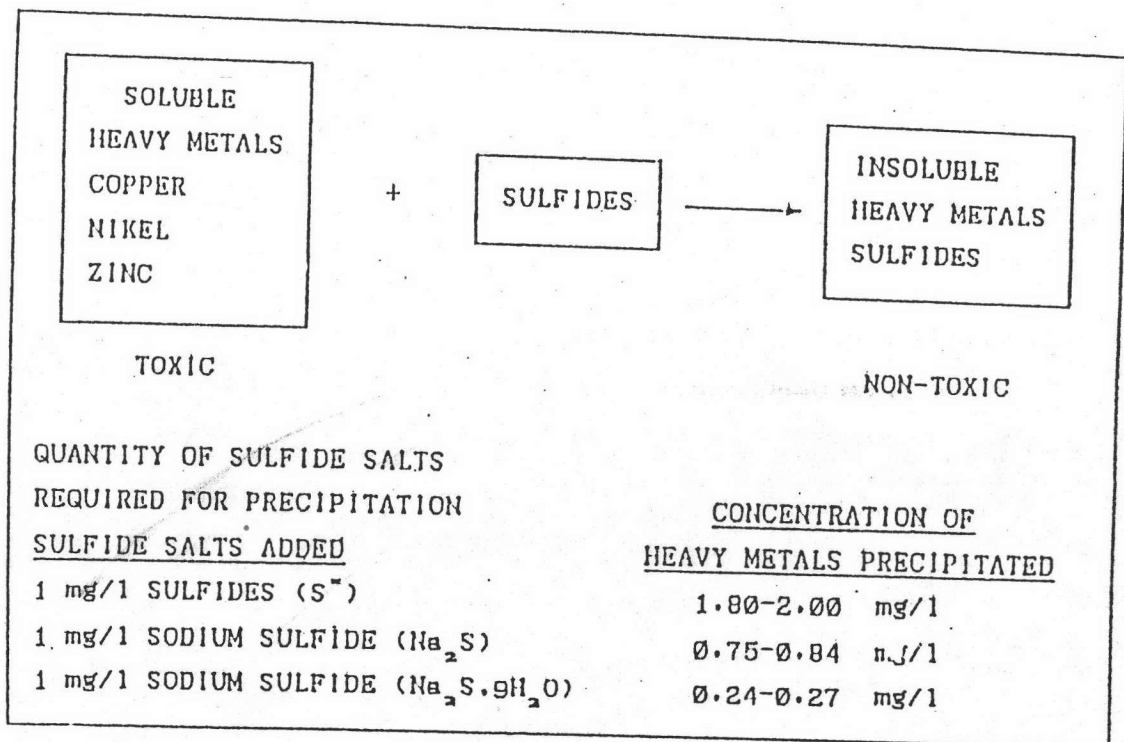 SOLUBLE
HEAVY METALS
COPPER
NIKEL
ZINC
TOXIC
+
SULFIDES
INSOLUBLE
HEAVY METALS
SULFIDES
NON-TOXIC
QUANTITY OF SULFIDE SALTS
REQUIRED FOR PRECIPITATION
SULFIDE SALTS ADDED
1 mg/l SULFIDES (S⁼)
1 mg/l SODIUM SULFIDE (Na₂S)
1 mg/l SODIUM SULFIDE (Na₂S.9H₂O)
CONCENTRATION OF
HEAVY METALS PRECIPITATED
1.80-2.00 mg/l
0.75-0.84
0.24-0.27 mg/l